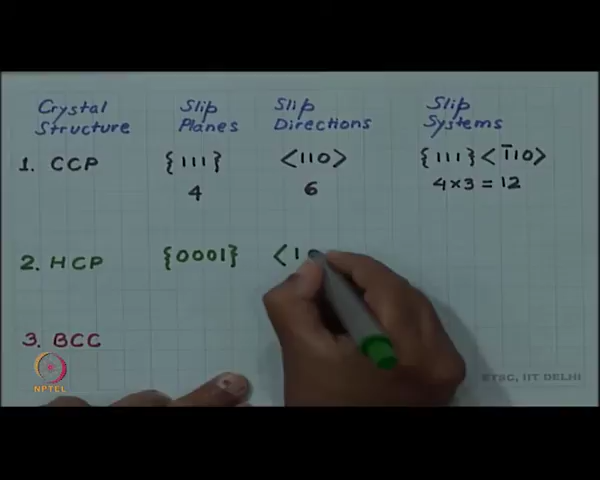 Crystal Structure Slip Planes Slip Directions Slip Systems
1. CCP {111} <110> {111}<1̅10>
4 6 4×3 = 12
2. HCP {0001} <1
3. BCC
NPTEL
ETSC, IIT DELHI